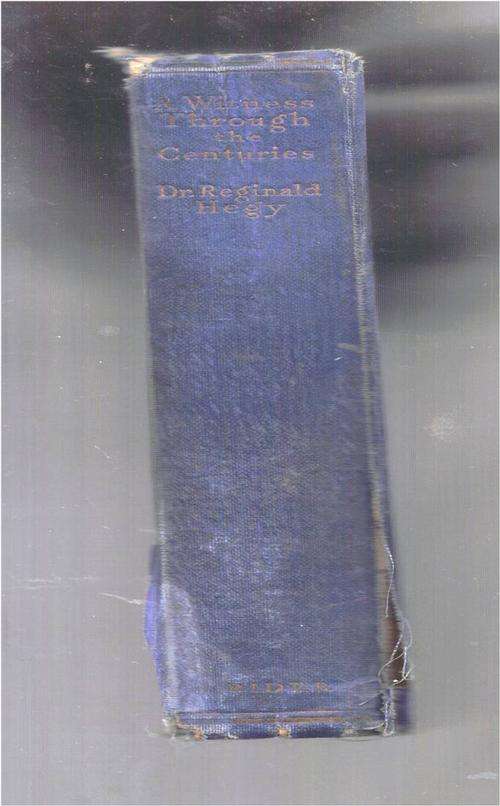 A Witness
Through
the
Centuries
Dr. Reginald
Hegy
RIDER